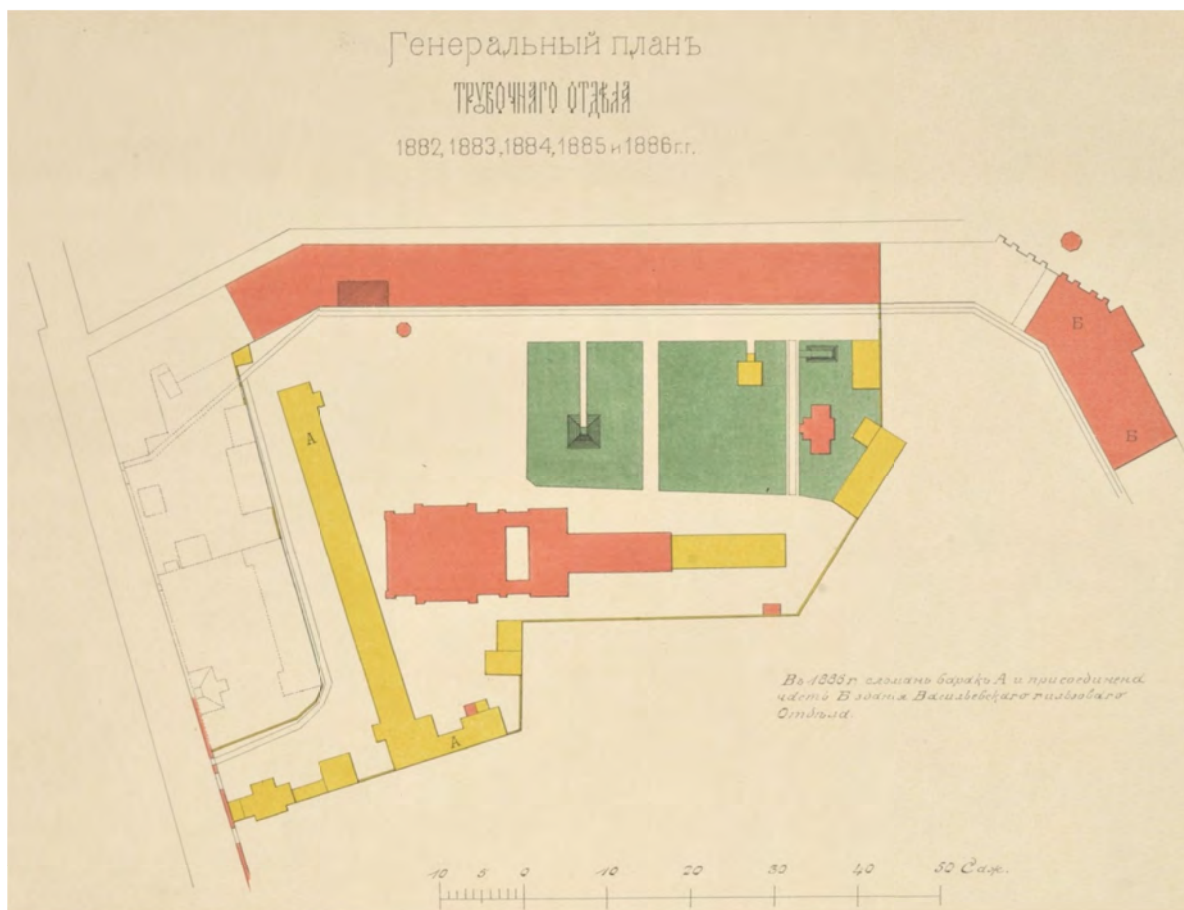 Генеральный планъ
ТРУБОЧНАГО ОТДѢЛА
1882, 1883, 1884, 1885 и 1886 г.г.
Б
А
Б
Въ 1885 г. сломанъ баракъ А и присоединена
часть Б зданія Васильевскаго гильзоваго
Отдѣла.
А
10 5 0 10 20 30 40 50 Саж.